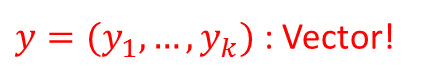 y = (y₁, …, yₖ) : Vector!